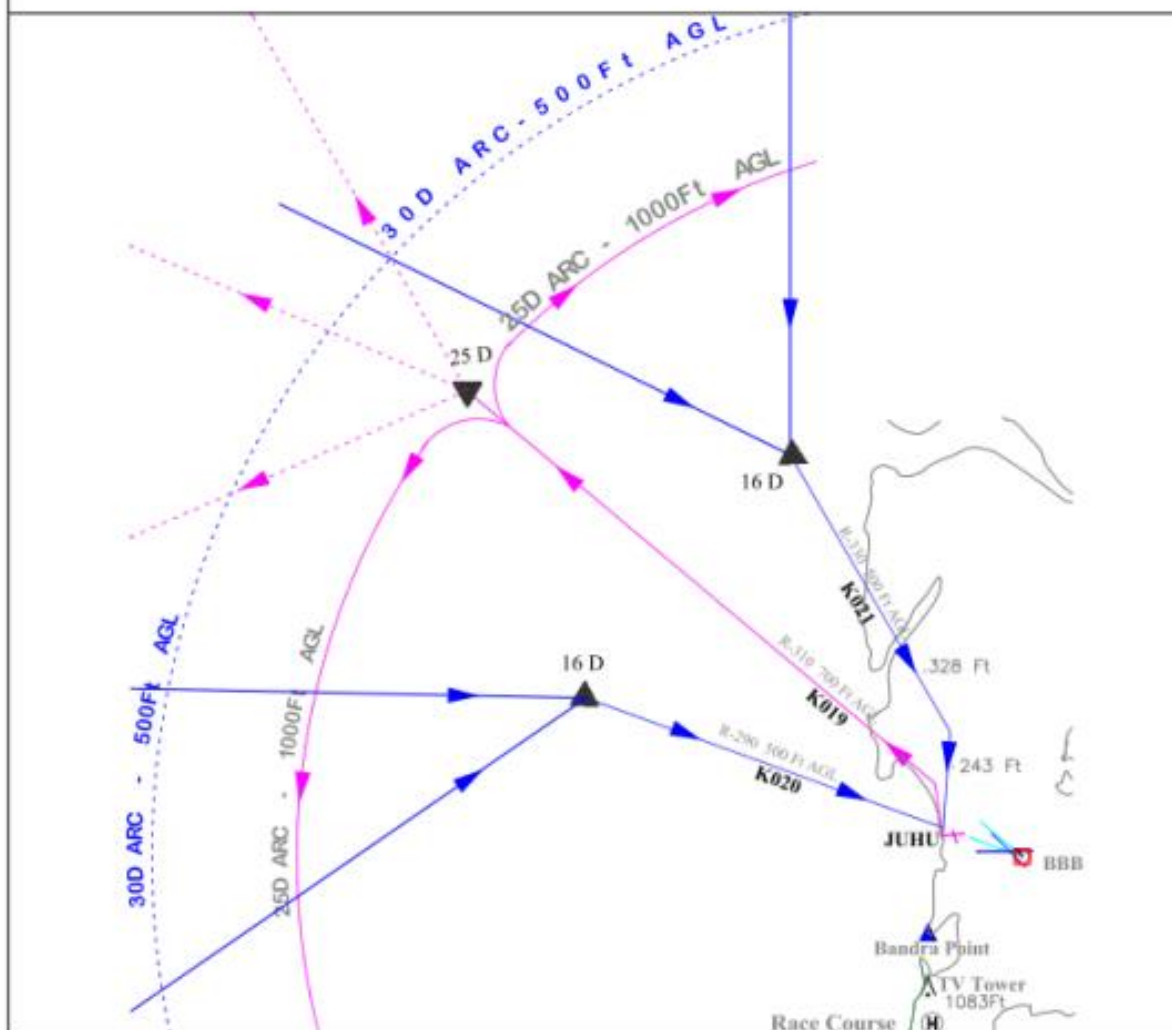 30D ARC-500Ft AGL
25D ARC - 1000Ft AGL
25 D
16 D
R-330 500 Ft AGL
K021
.328 Ft
16 D
R-310 700 Ft AGL
K019
243 Ft
R-290 500 Ft AGL
K020
JUHU
BBB
30D ARC - 500Ft AGL
25D ARC - 1000Ft AGL
Bandra Point
TV Tower
1083Ft
Race Course
H